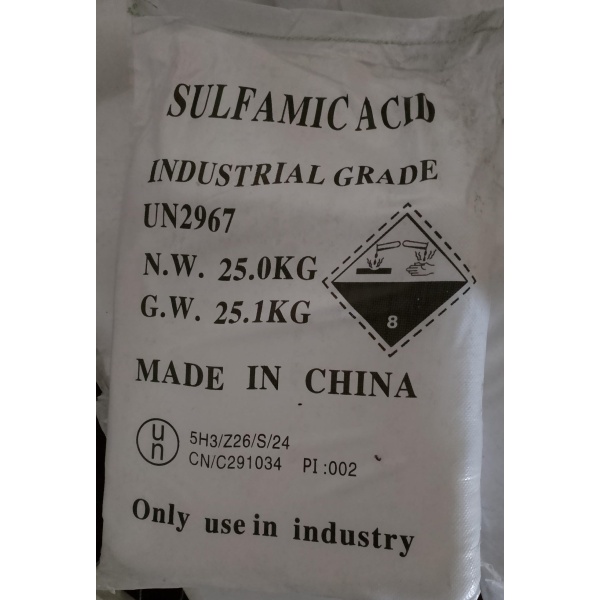 SULFAMIC ACID
INDUSTRIAL GRADE
UN2967
N.W. 25.0KG
G.W. 25.1KG
8
MADE IN CHINA
un
5H3/Z26/S/24
CN/C291034 PI:002
Only use in industry